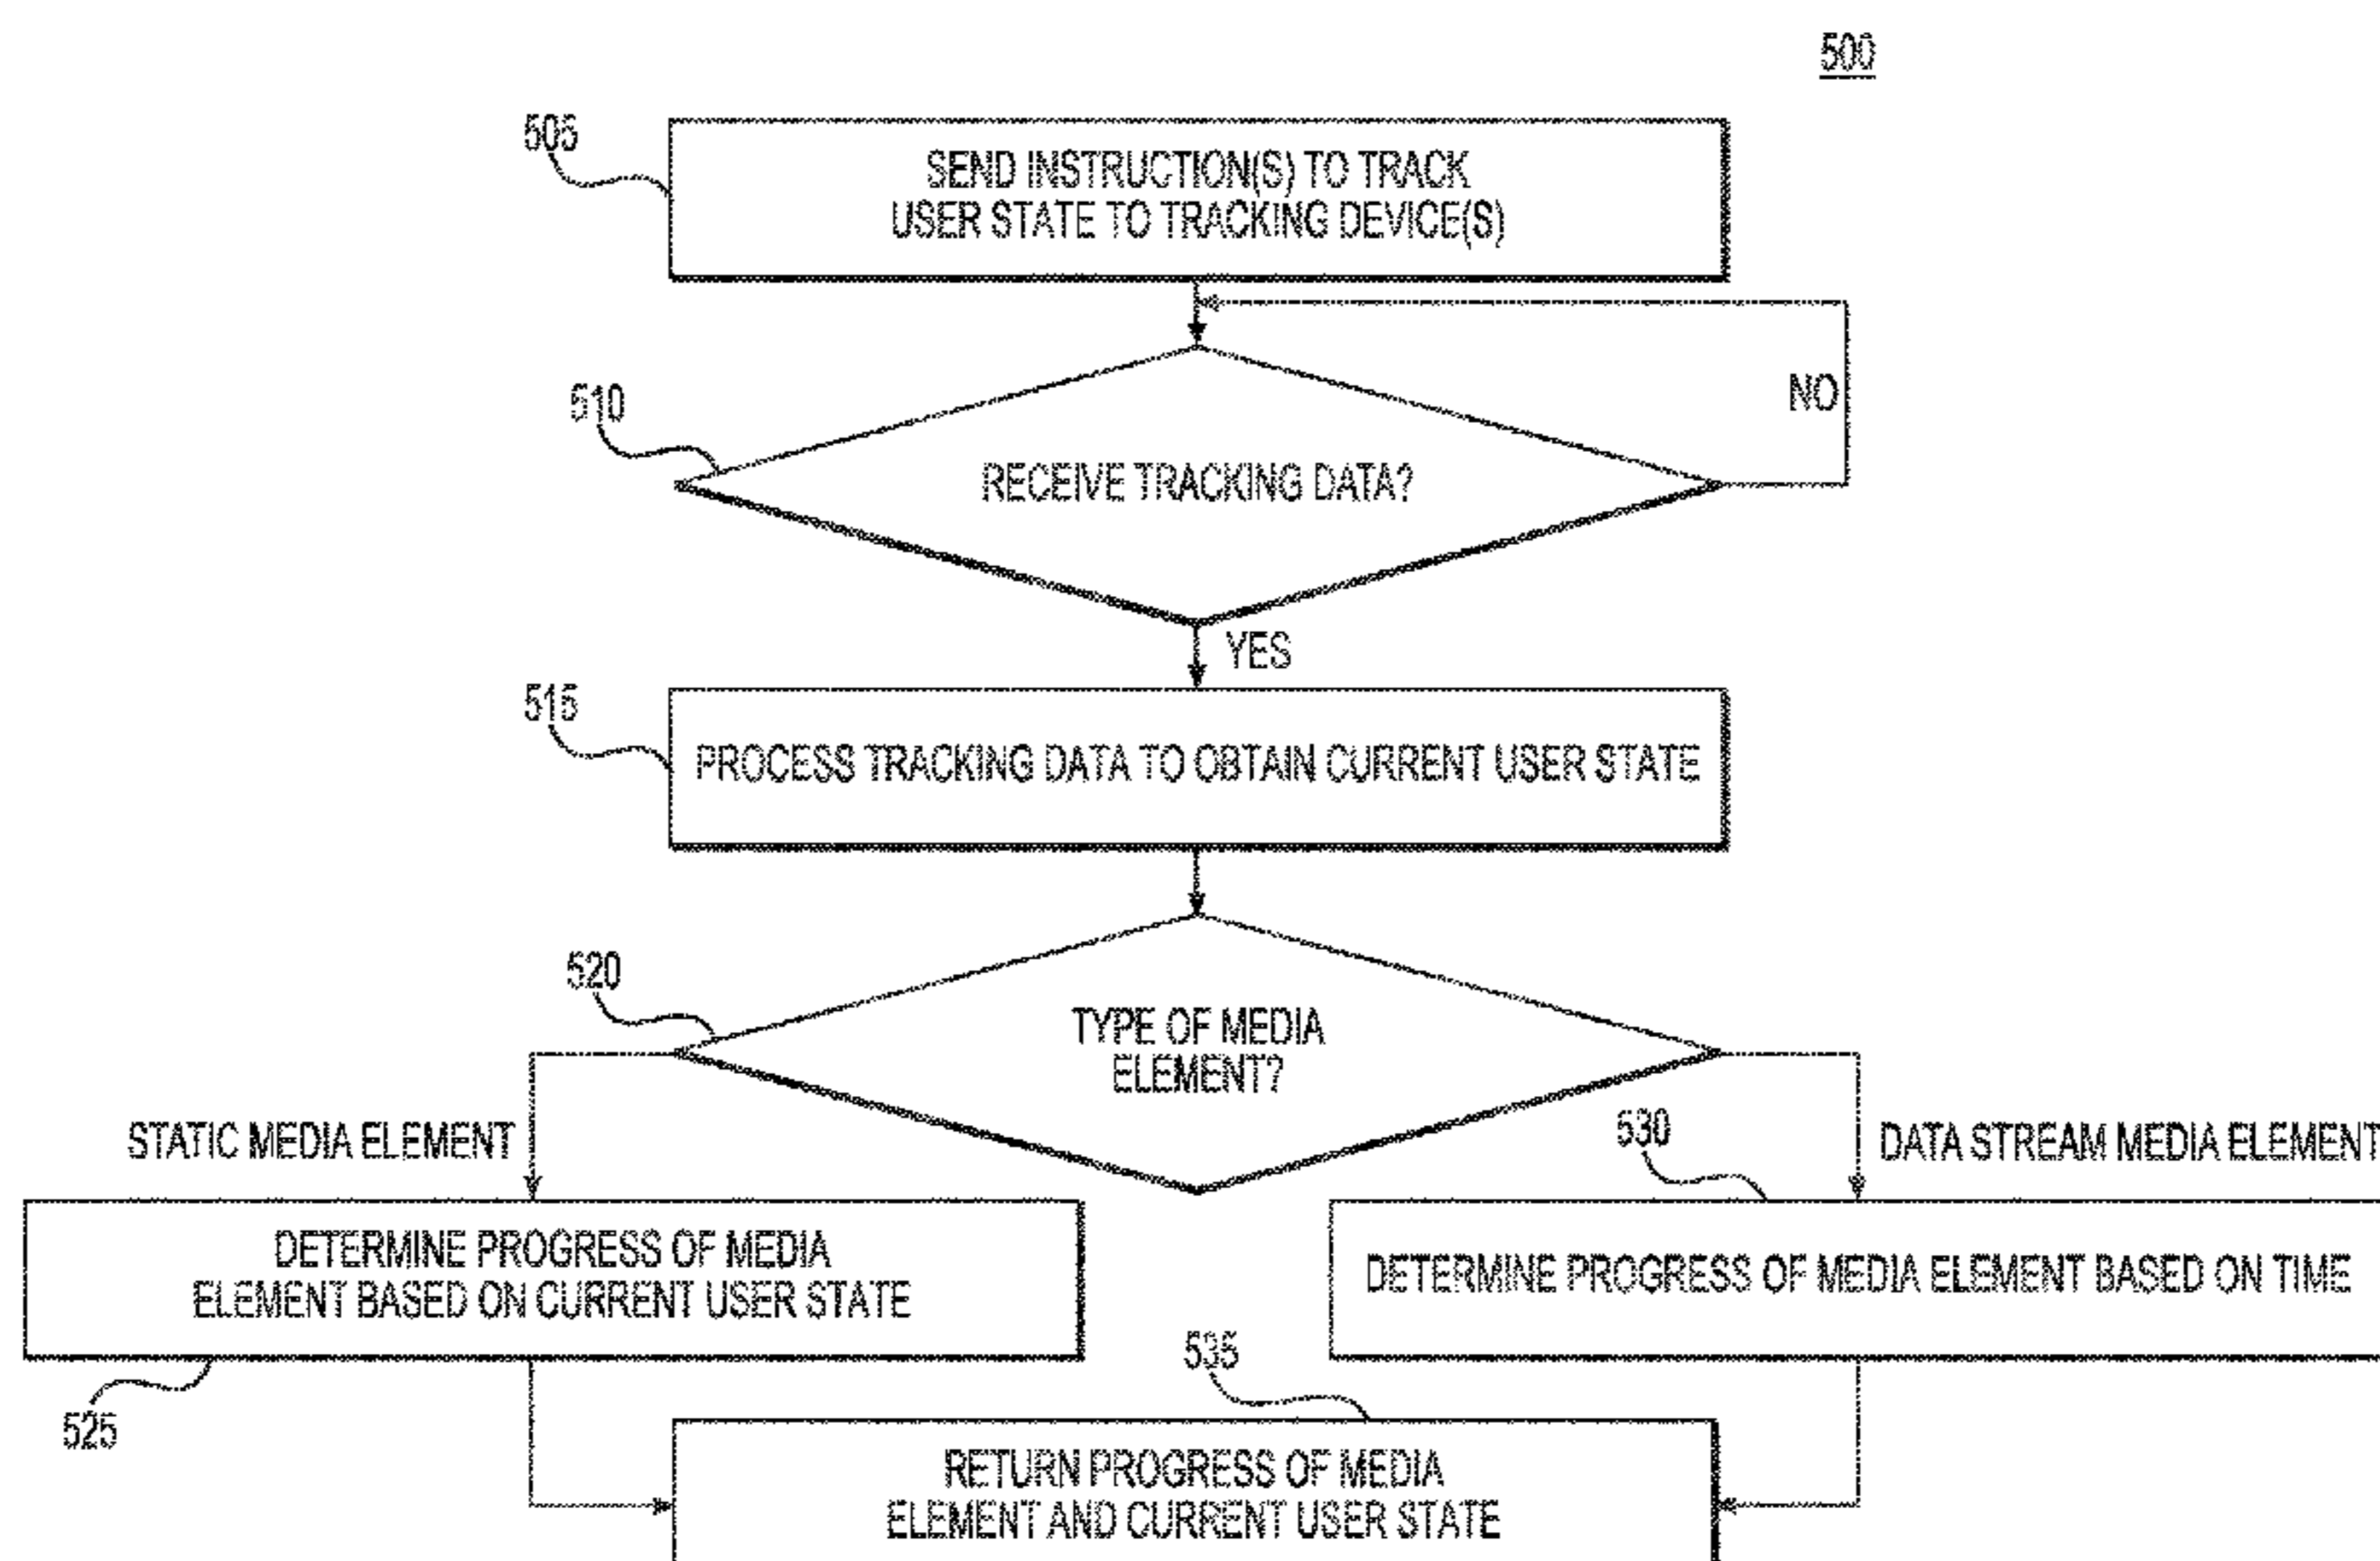 500
505
SEND INSTRUCTION(S) TO TRACK
USER STATE TO TRACKING DEVICE(S)
510
NO
RECEIVE TRACKING DATA?
YES
515
PROCESS TRACKING DATA TO OBTAIN CURRENT USER STATE
520
TYPE OF MEDIA
ELEMENT?
STATIC MEDIA ELEMENT
530
DATA STREAM MEDIA ELEMENT
DETERMINE PROGRESS OF MEDIA
ELEMENT BASED ON CURRENT USER STATE
DETERMINE PROGRESS OF MEDIA ELEMENT BASED ON TIME
525
535
RETURN PROGRESS OF MEDIA
ELEMENT AND CURRENT USER STATE